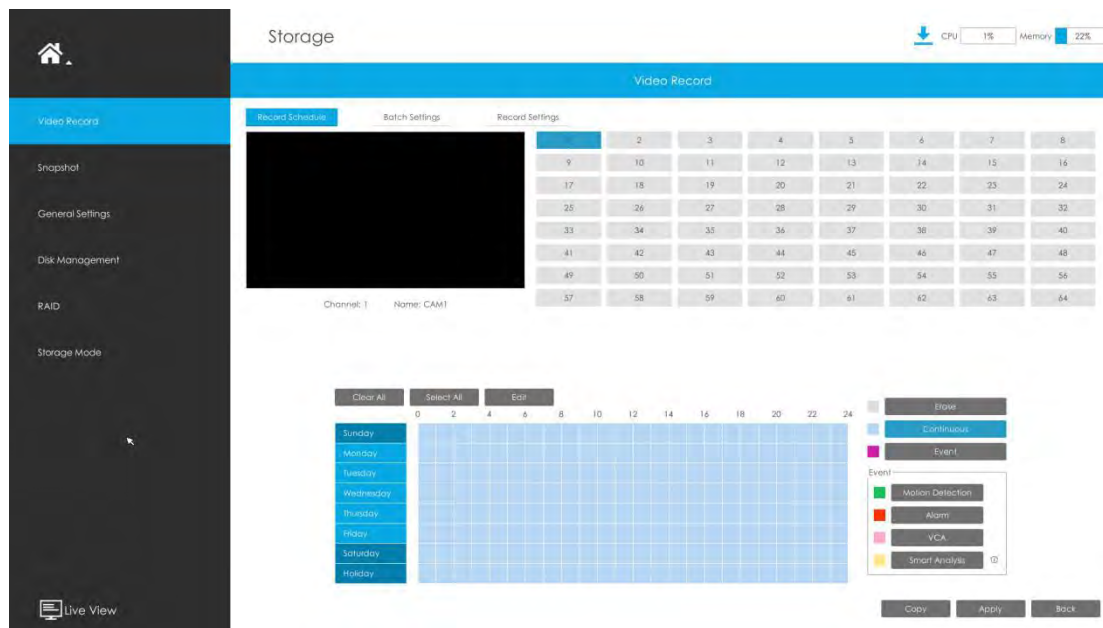 Storage
CPU 1% Memory 22%
Video Record
Video Record
Snapshot
General Settings
Disk Management
RAID
Storage Mode
Live View
Record Schedule Batch Settings Record Settings
1 2 3 4 5 6 7 8
9 10 11 12 13 14 15 16
17 18 19 20 21 22 23 24
25 26 27 28 29 30 31 32
33 34 35 36 37 38 39 40
41 42 43 44 45 46 47 48
49 50 51 52 53 54 55 56
57 58 59 60 61 62 63 64
Channel: 1 Name: CAM1
Clear All Select All Edit
0 2 4 6 8 10 12 14 16 18 20 22 24
Sunday
Monday
Tuesday
Wednesday
Thursday
Friday
Saturday
Holiday
Erase
Continuous
Event
Event
Motion Detection
Alarm
VCA
Smart Analysis
Copy Apply Back